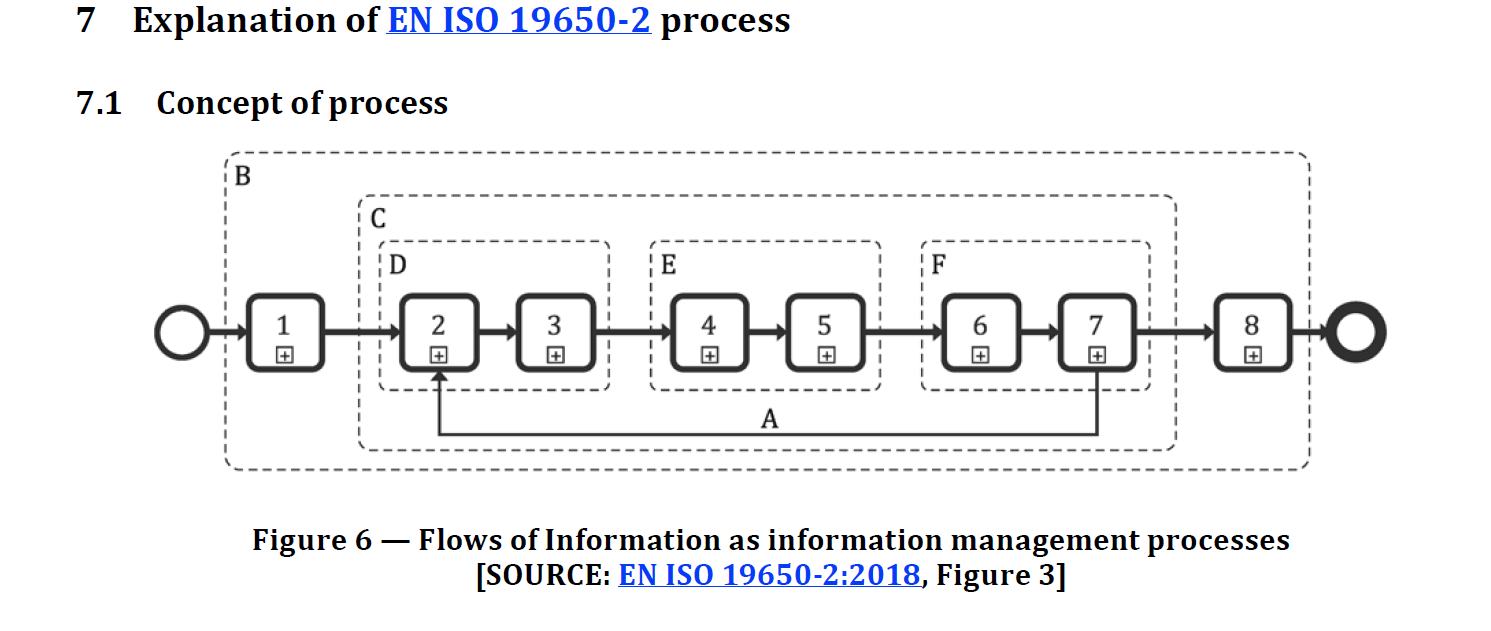 7 Explanation of EN ISO 19650-2 process
7.1 Concept of process
B
C
D
E
F
1
2
3
4
5
6
7
8
A
Figure 6 — Flows of Information as information management processes
[SOURCE: EN ISO 19650-2:2018, Figure 3]